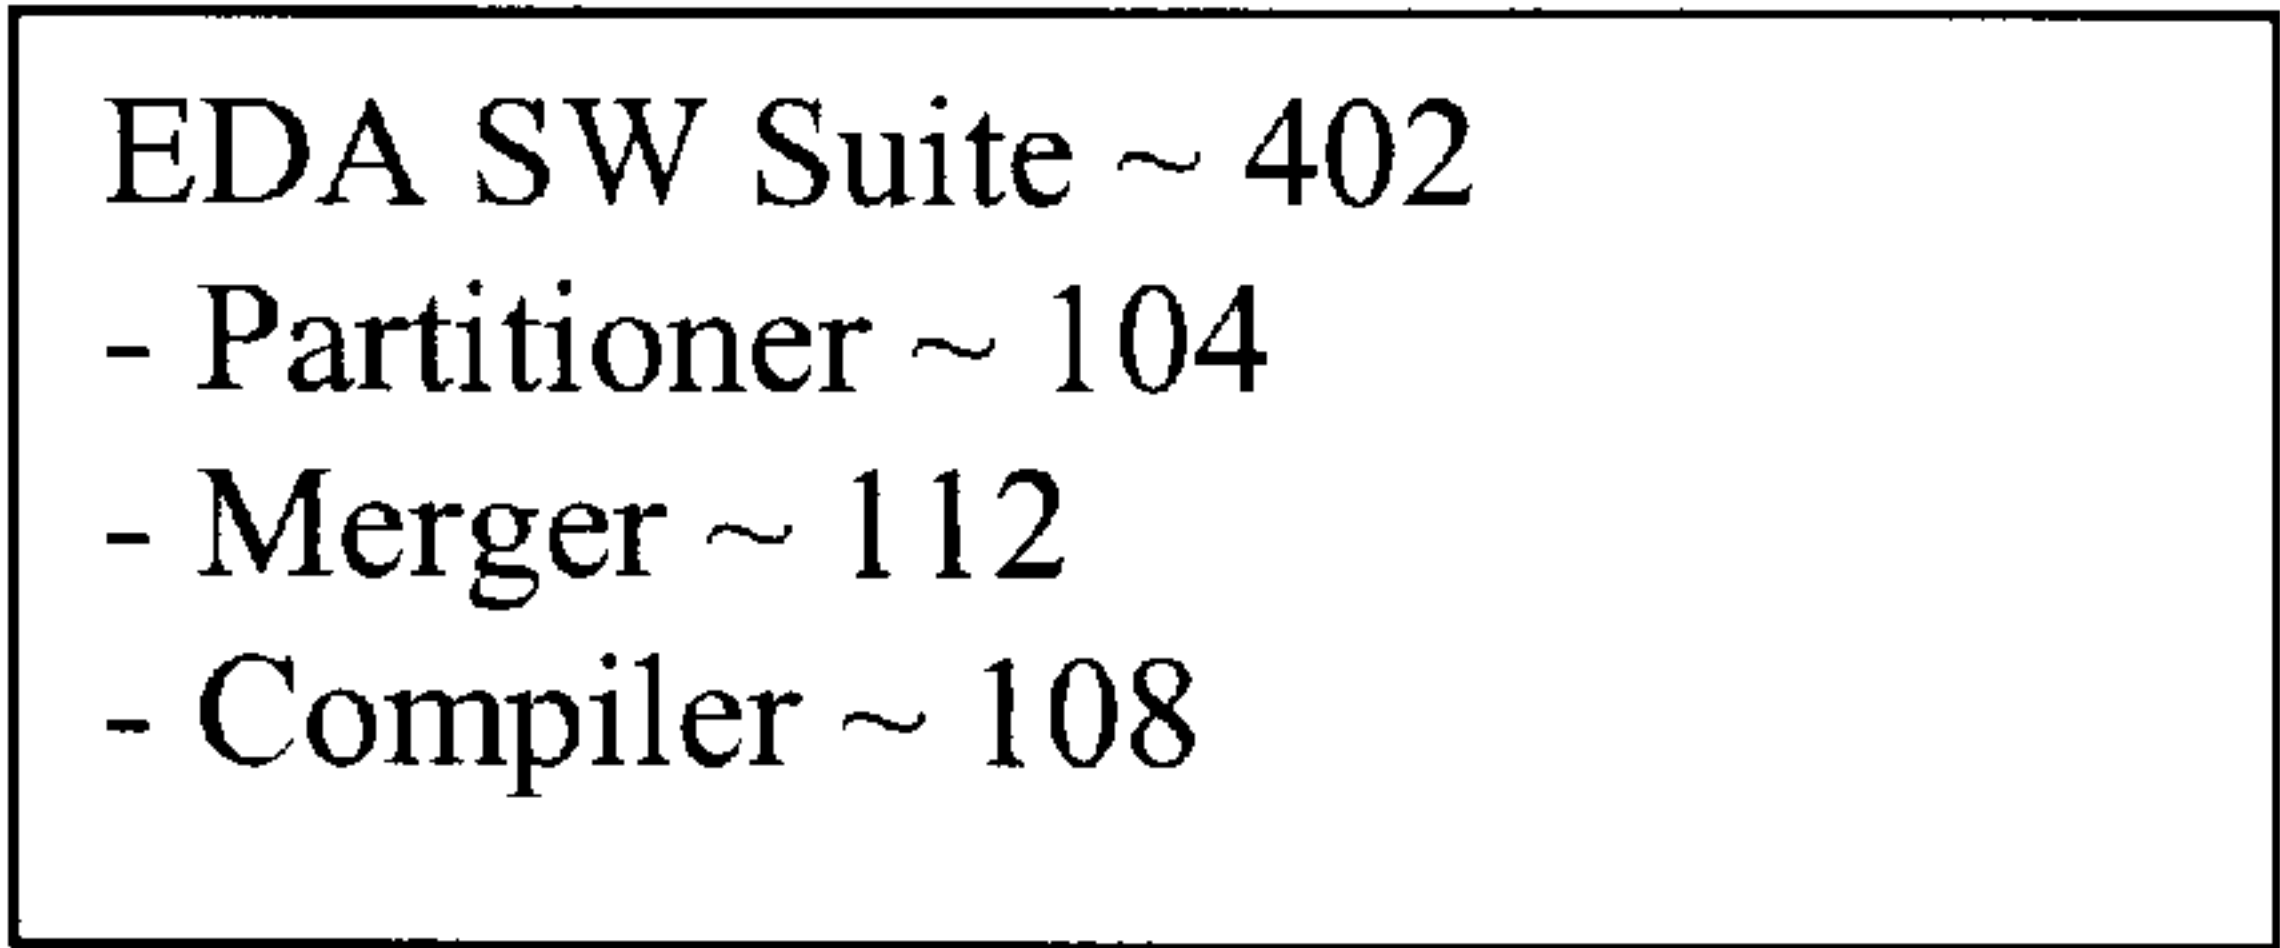 EDA SW Suite ~ 402
- Partitioner ~ 104
- Merger ~ 112
- Compiler ~ 108